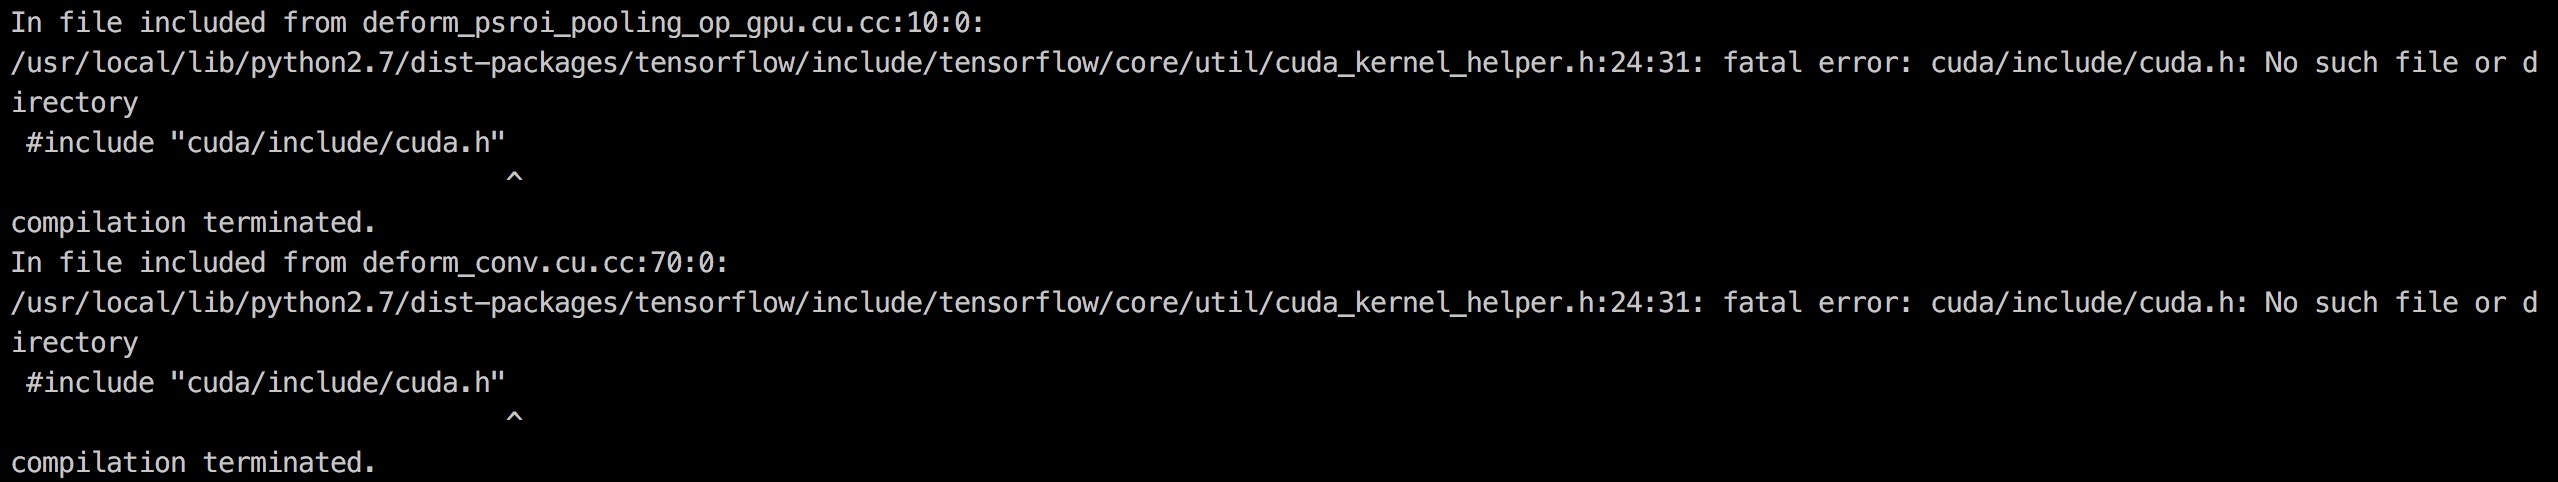 In file included from deform_psroi_pooling_op_gpu.cu.cc:10:0:
/usr/local/lib/python2.7/dist-packages/tensorflow/include/tensorflow/core/util/cuda_kernel_helper.h:24:31: fatal error: cuda/include/cuda.h: No such file or d
irectory
 #include "cuda/include/cuda.h"
                               ^
compilation terminated.
In file included from deform_conv.cu.cc:70:0:
/usr/local/lib/python2.7/dist-packages/tensorflow/include/tensorflow/core/util/cuda_kernel_helper.h:24:31: fatal error: cuda/include/cuda.h: No such file or d
irectory
 #include "cuda/include/cuda.h"
                               ^
compilation terminated.